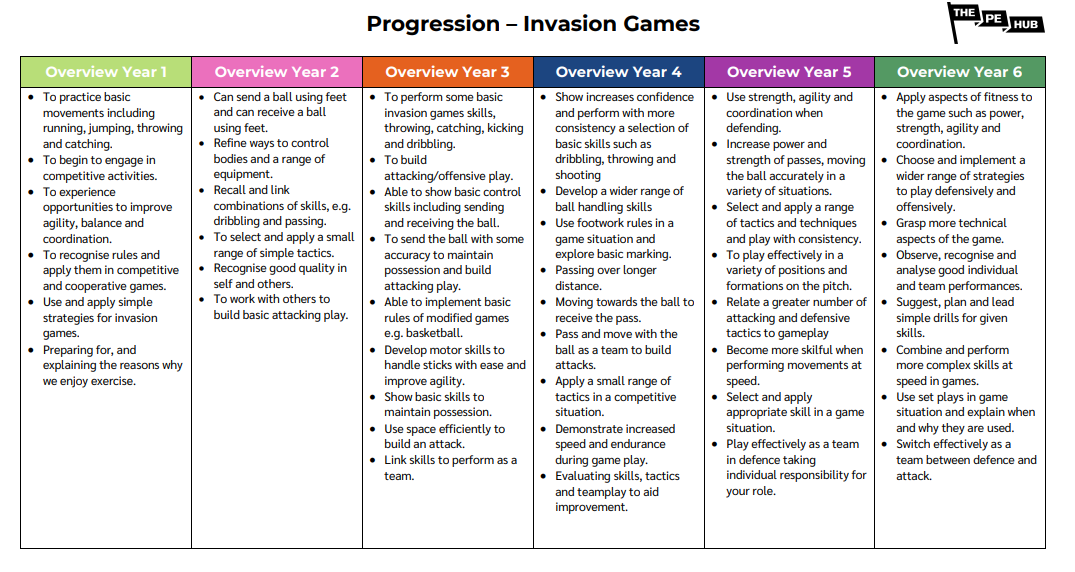 Progression – Invasion Games
THE
PE
HUB
Overview Year 1
• To practice basic
movements including
running, jumping, throwing
and catching.
• To begin to engage in
competitive activities.
• To experience
opportunities to improve
agility, balance and
coordination.
• To recognise rules and
apply them in competitive
and cooperative games.
• Use and apply simple
strategies for invasion
games.
• Preparing for, and
explaining the reasons why
we enjoy exercise.
Overview Year 2
• Can send a ball using feet
and can receive a ball
using feet.
• Refine ways to control
bodies and a range of
equipment.
• Recall and link
combinations of skills, e.g.
dribbling and passing.
• To select and apply a small
range of simple tactics.
• Recognise good quality in
self and others.
• To work with others to
build basic attacking play.
Overview Year 3
• To perform some basic
invasion games skills,
throwing, catching, kicking
and dribbling.
• To build
attacking/offensive play.
• Able to show basic control
skills including sending
and receiving the ball.
• To send the ball with some
accuracy to maintain
possession and build
attacking play.
• Able to implement basic
rules of modified games
e.g. basketball.
• Develop motor skills to
handle sticks with ease and
improve agility.
• Show basic skills to
maintain possession.
• Use space efficiently to
build an attack.
• Link skills to perform as a
team.
Overview Year 4
• Show increases confidence
and perform with more
consistency a selection of
basic skills such as
dribbling, throwing and
shooting
• Develop a wider range of
ball handling skills
• Use footwork rules in a
game situation and
explore basic marking.
• Passing over longer
distance.
• Moving towards the ball to
receive the pass.
• Pass and move with the
ball as a team to build
attacks.
• Apply a small range of
tactics in a competitive
situation.
• Demonstrate increased
speed and endurance
during game play.
• Evaluating skills, tactics
and teamplay to aid
improvement.
Overview Year 5
• Use strength, agility and
coordination when
defending.
• Increase power and
strength of passes, moving
the ball accurately in a
variety of situations.
• Select and apply a range
of tactics and techniques
and play with consistency.
• To play effectively in a
variety of positions and
formations on the pitch.
• Relate a greater number of
attacking and defensive
tactics to gameplay
• Become more skilful when
performing movements at
speed.
• Select and apply
appropriate skill in a game
situation.
• Play effectively as a team
in defence taking
individual responsibility for
your role.
Overview Year 6
• Apply aspects of fitness to
the game such as power,
strength, agility and
coordination.
• Choose and implement a
wider range of strategies
to play defensively and
offensively.
• Grasp more technical
aspects of the game.
• Observe, recognise and
analyse good individual
and team performances.
• Suggest, plan and lead
simple drills for given
skills.
• Combine and perform
more complex skills at
speed in games.
• Use set plays in game
situation and explain when
and why they are used.
• Switch effectively as a
team between defence and
attack.